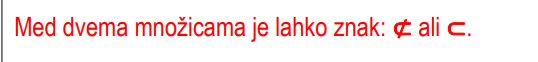 Med dvema množicama je lahko znak: ⊄ ali ⊂.